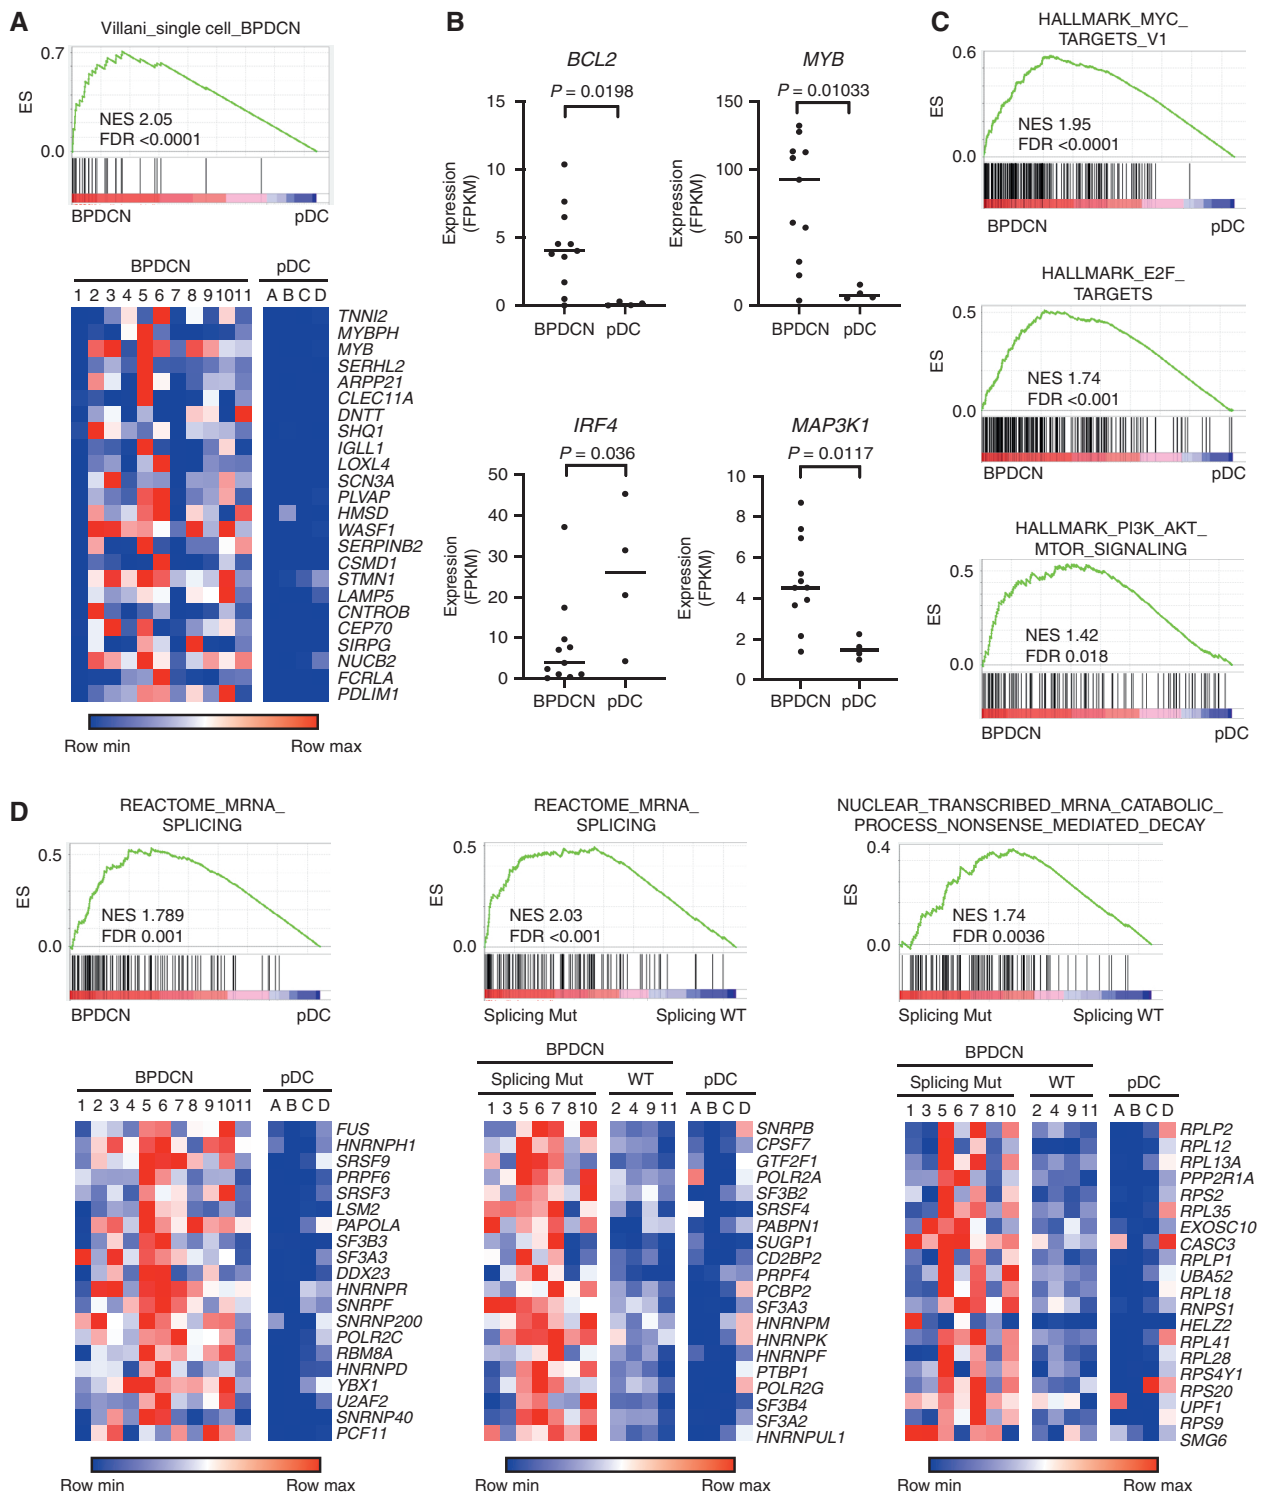 A
Villani_single cell_BPDCN
0.7
ES
NES 2.05
FDR <0.0001
0.0
BPDCN pDC
BPDCN pDC
1 2 3 4 5 6 7 8 9 10 11 A B C D
TNNI2
MYBPH
MYB
SERHL2
ARPP21
CLEC11A
DNTT
SHQ1
IGLL1
LOXL4
SCN3A
PLVAP
HMSD
WASF1
SERPINB2
CSMD1
STMN1
LAMP5
CNTROB
CEP70
SIRPG
NUCB2
FCRLA
PDLIM1
Row min Row max
B
BCL2
P = 0.0198
Expression (FPKM)
15
10
5
0
BPDCN pDC
MYB
P = 0.01033
Expression (FPKM)
150
100
50
0
BPDCN pDC
IRF4
P = 0.036
Expression (FPKM)
50
40
30
20
10
0
BPDCN pDC
MAP3K1
P = 0.0117
Expression (FPKM)
10
8
6
4
2
0
BPDCN pDC
C
HALLMARK_MYC_
TARGETS_V1
0.6
ES
NES 1.95
FDR <0.0001
0.0
BPDCN pDC
HALLMARK_E2F_
TARGETS
0.5
ES
NES 1.74
FDR <0.001
0.0
BPDCN pDC
HALLMARK_PI3K_AKT_
MTOR_SIGNALING
0.5
ES
NES 1.42
FDR 0.018
0.0
BPDCN pDC
D
REACTOME_MRNA_
SPLICING
0.5
ES
NES 1.789
FDR 0.001
0.0
BPDCN pDC
BPDCN pDC
1 2 3 4 5 6 7 8 9 10 11 A B C D
FUS
HNRNPH1
SRSF9
PRPF6
SRSF3
LSM2
PAPOLA
SF3B3
SF3A3
DDX23
HNRNPR
SNRPF
SNRNP200
POLR2C
RBM8A
HNRNPD
YBX1
U2AF2
SNRNP40
PCF11
Row min Row max
REACTOME_MRNA_
SPLICING
0.5
ES
NES 2.03
FDR <0.001
0.0
Splicing Mut Splicing WT
BPDCN
Splicing Mut WT pDC
1 3 5 6 7 8 10 2 4 9 11 A B C D
SNRPB
CPSF7
GTF2F1
POLR2A
SF3B2
SRSF4
PABPN1
SUGP1
CD2BP2
PRPF4
PCBP2
SF3A3
HNRNPM
HNRNPK
HNRNPF
PTBP1
POLR2G
SF3B4
SF3A2
HNRNPUL1
Row min Row max
NUCLEAR_TRANSCRIBED_MRNA_CATABOLIC_
PROCESS_NONSENSE_MEDIATED_DECAY
0.4
ES
NES 1.74
FDR 0.0036
0.0
Splicing Mut Splicing WT
BPDCN
Splicing Mut WT pDC
1 3 5 6 7 8 10 2 4 9 11 A B C D
RPLP2
RPL12
RPL13A
PPP2R1A
RPS2
RPL35
EXOSC10
CASC3
RPLP1
UBA52
RPL18
RNPS1
HELZ2
RPL41
RPL28
RPS4Y1
RPS20
UPF1
RPS9
SMG6
Row min Row max